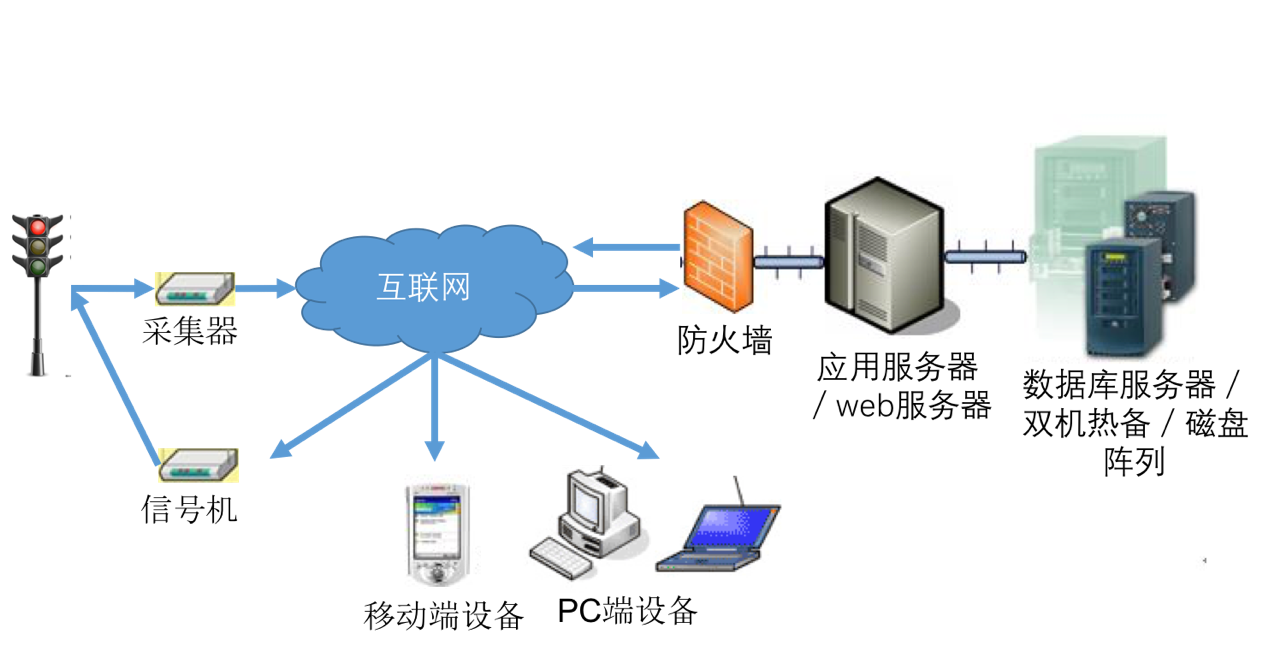 互联网
采集器
防火墙
应用服务器
/ web服务器
数据库服务器 /
双机热备 / 磁盘
阵列
信号机
移动端设备
PC端设备